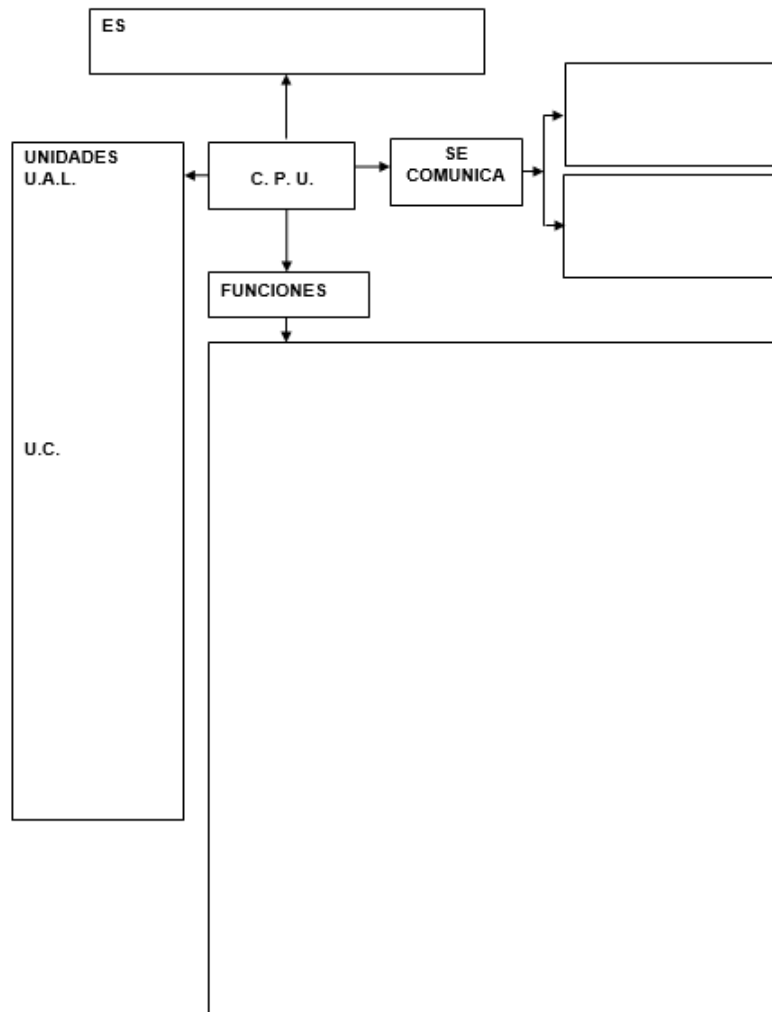 ES
UNIDADES
U.A.L.
C. P. U.
SE
COMUNICA
FUNCIONES
U.C.